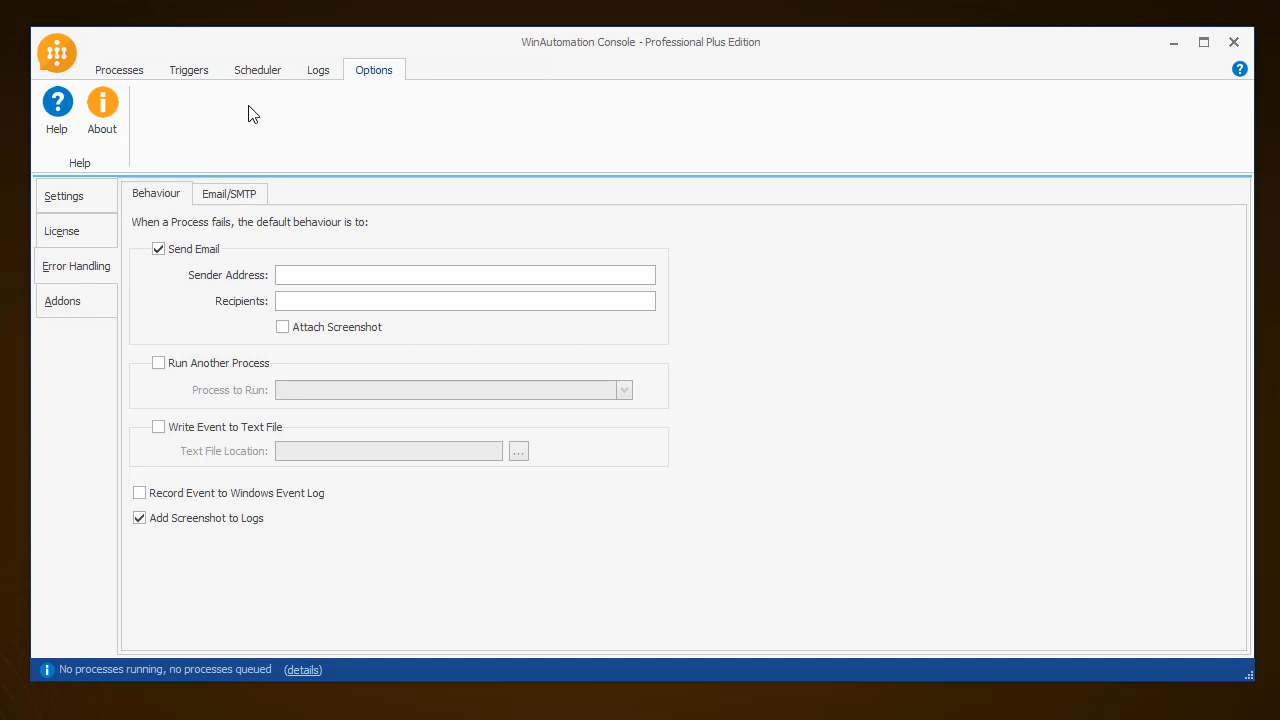 WinAutomation Console - Professional Plus Edition
Processes Triggers Scheduler Logs Options
Help About
Help
Settings
License
Error Handling
Addons
Behaviour Email/SMTP
When a Process fails, the default behaviour is to:
Send Email
Sender Address:
Recipients:
Attach Screenshot
Run Another Process
Process to Run:
Write Event to Text File
Text File Location: ...
Record Event to Windows Event Log
Add Screenshot to Logs
No processes running, no processes queued (details)